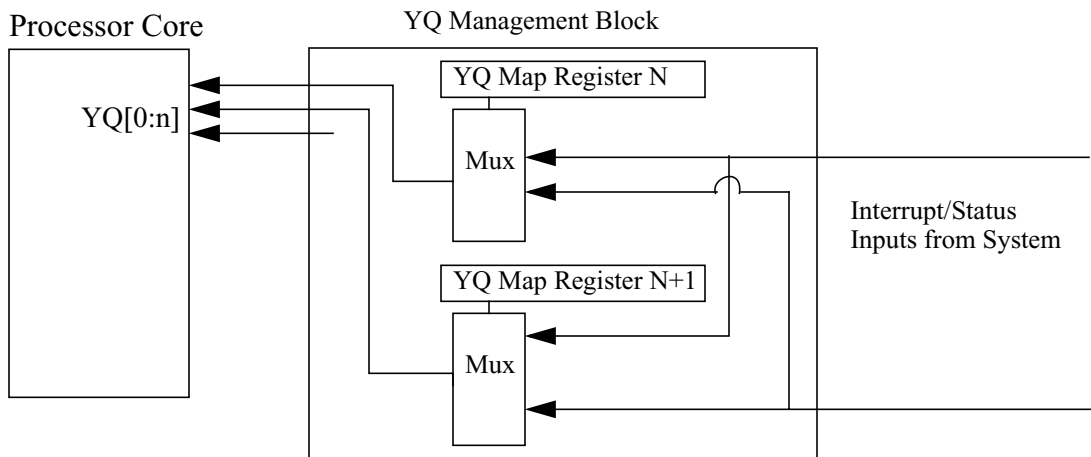 YQ Management Block
Processor Core
YQ Map Register N
YQ[0:n]
Mux
Interrupt/Status
Inputs from System
YQ Map Register N+1
Mux